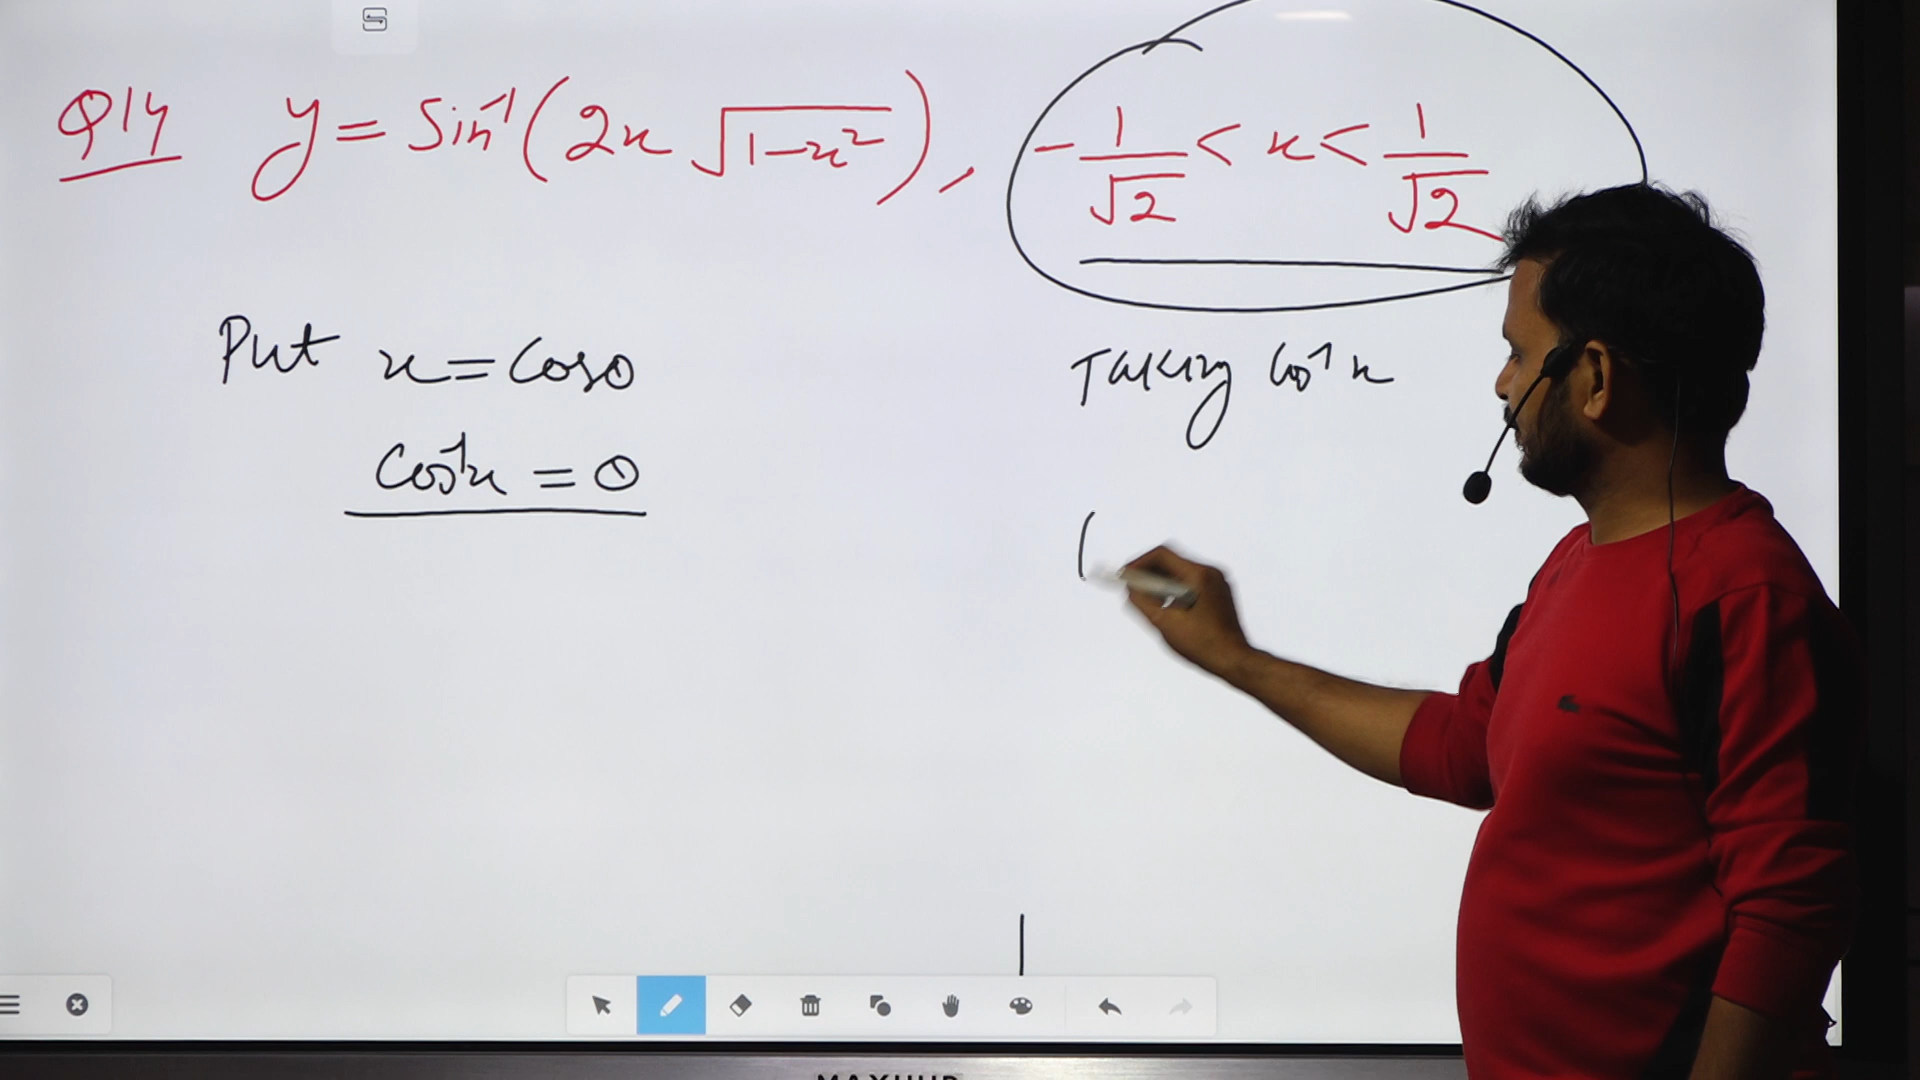 Q14 y = Sin⁻¹(2x √(1-x²)), -1/√2 < x < 1/√2
Put x = Cosθ
Taking Cos⁻¹x
Cos⁻¹x = θ
(